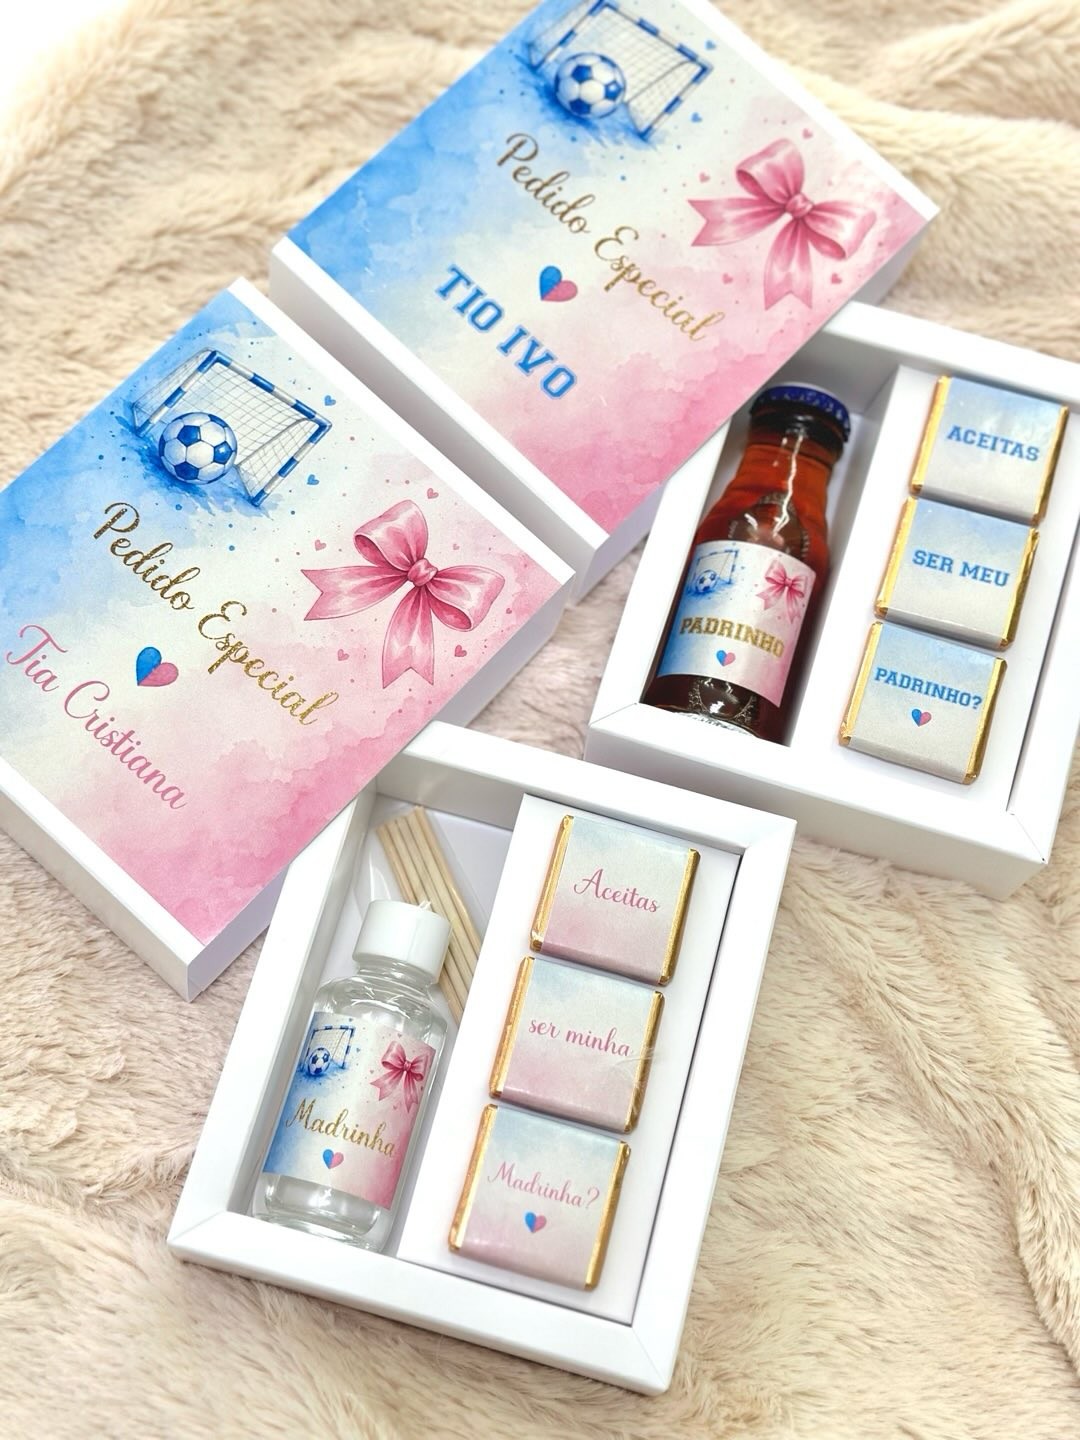 Pedido Especial
TIO IVO
Pedido Especial
Tia Cristiana
PADRINHO
ACEITAS
SER MEU
PADRINHO?
Madrinha
Aceitas
ser minha
Madrinha?